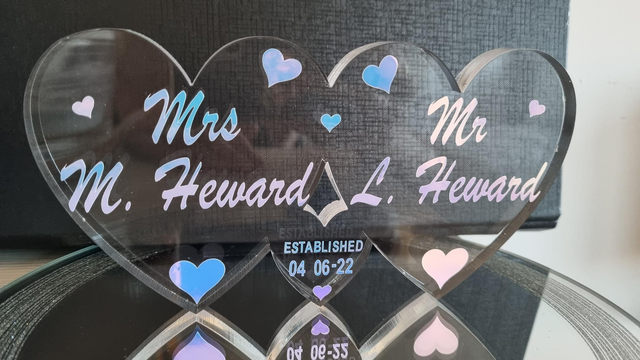 Mrs
M. Heward
Mr
L. Heward
ESTABLISHED
04 06-22